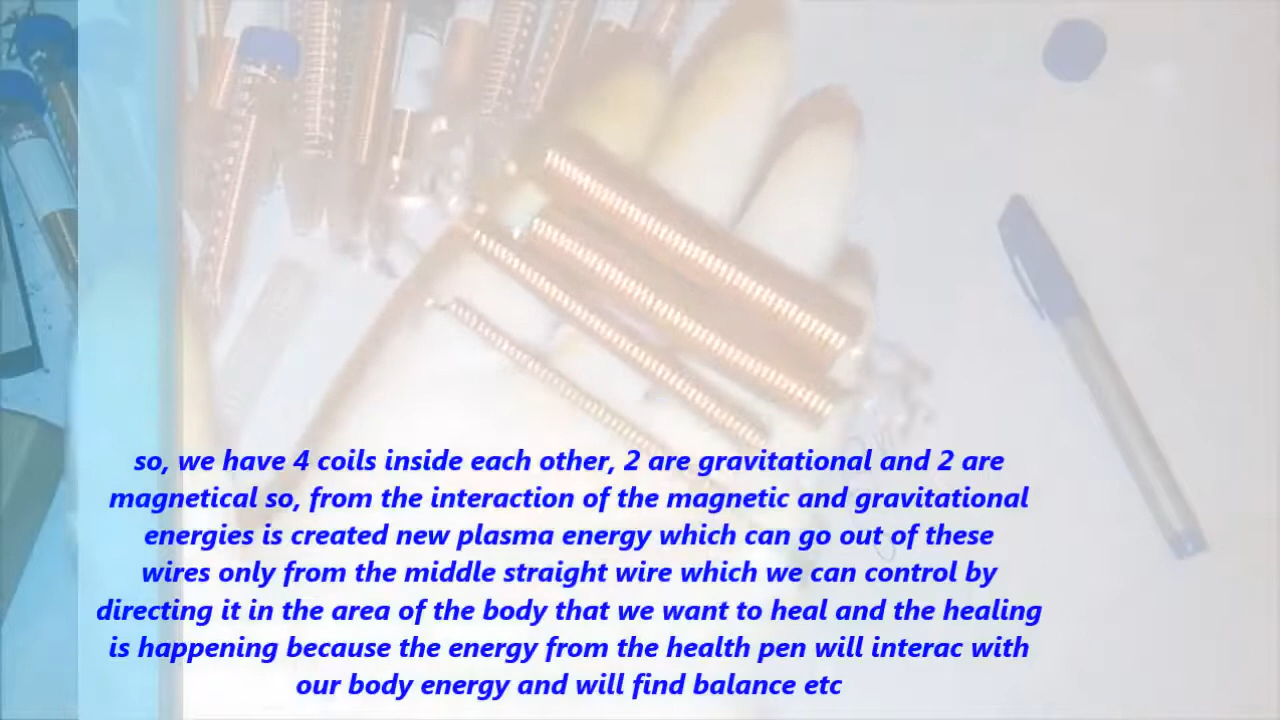 so, we have 4 coils inside each other, 2 are gravitational and 2 are
magnetical so, from the interaction of the magnetic and gravitational
energies is created new plasma energy which can go out of these
wires only from the middle straight wire which we can control by
directing it in the area of the body that we want to heal and the healing
is happening because the energy from the health pen will interac with
our body energy and will find balance etc